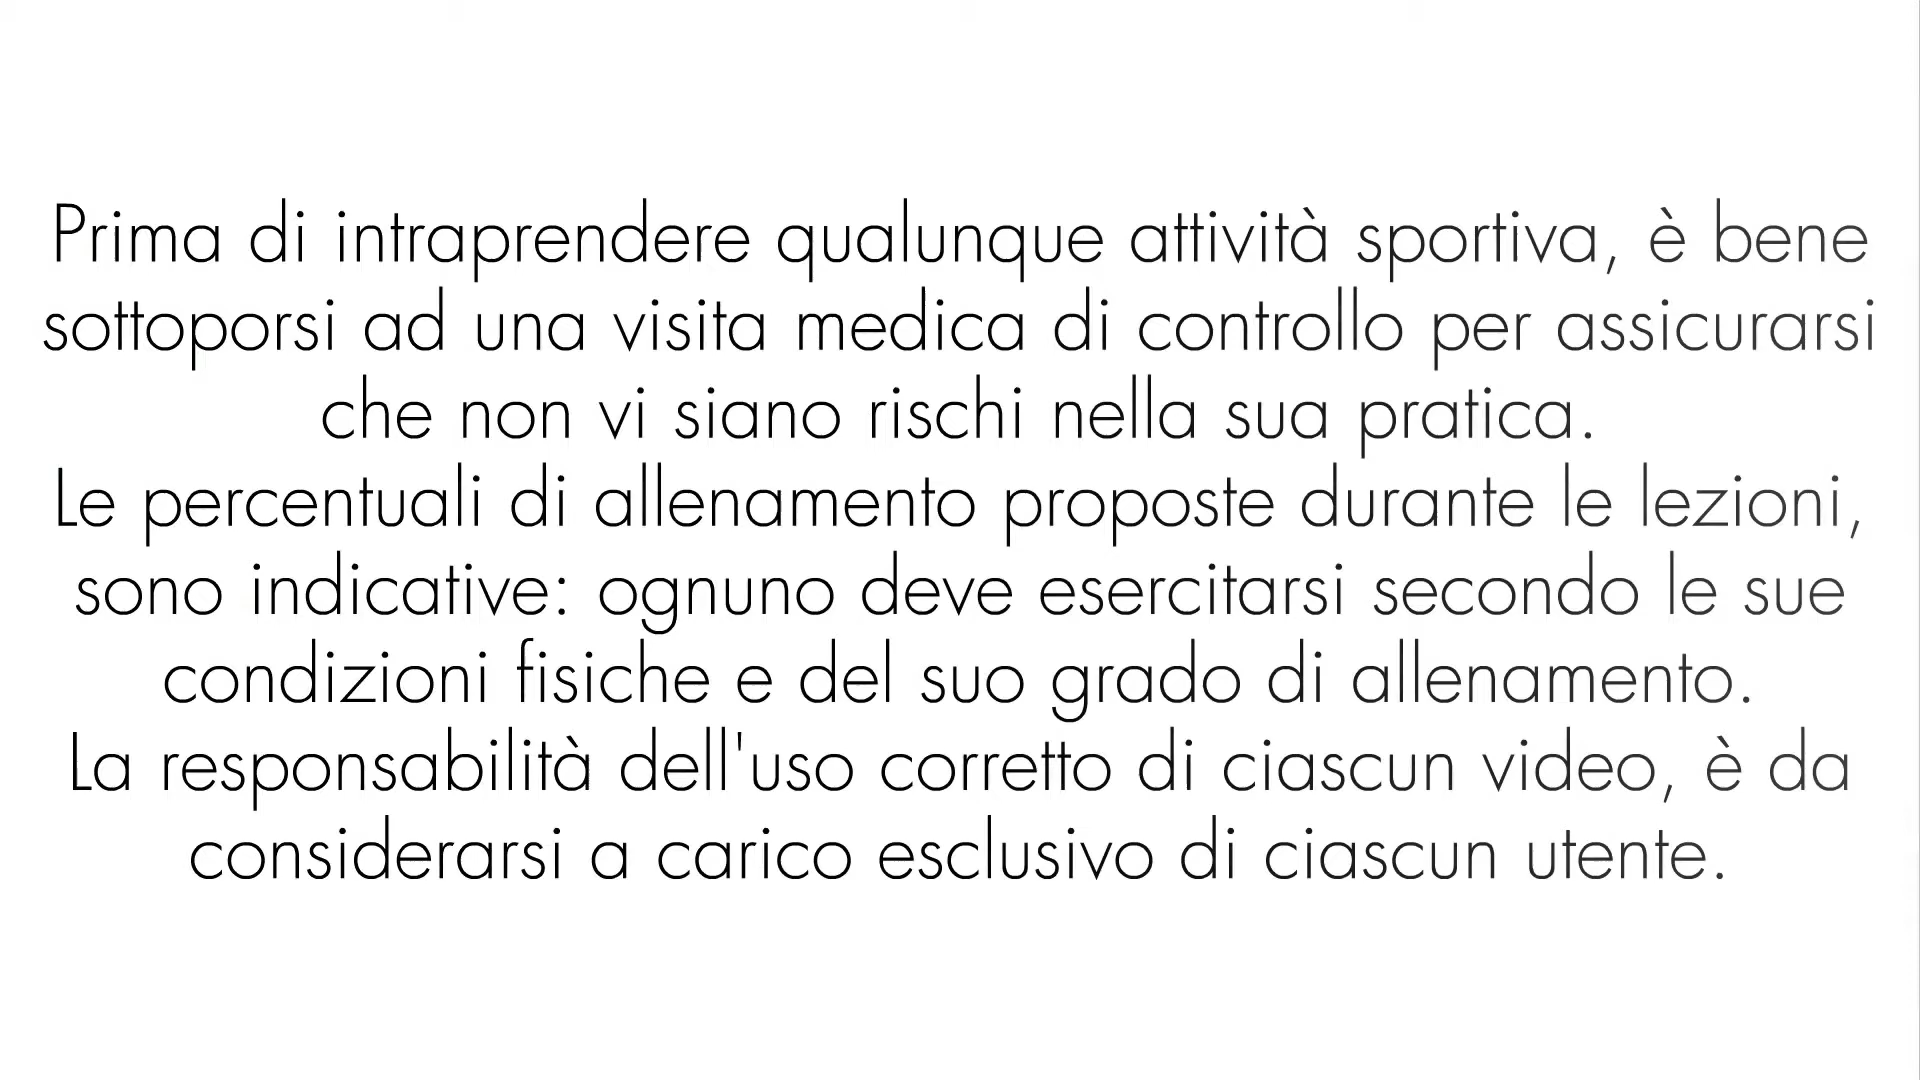 Prima di intraprendere qualunque attività sportiva, è bene
sottoporsi ad una visita medica di controllo per assicurarsi
che non vi siano rischi nella sua pratica.
Le percentuali di allenamento proposte durante le lezioni,
sono indicative: ognuno deve esercitarsi secondo le sue
condizioni fisiche e del suo grado di allenamento.
La responsabilità dell'uso corretto di ciascun video, è da
considerarsi a carico esclusivo di ciascun utente.